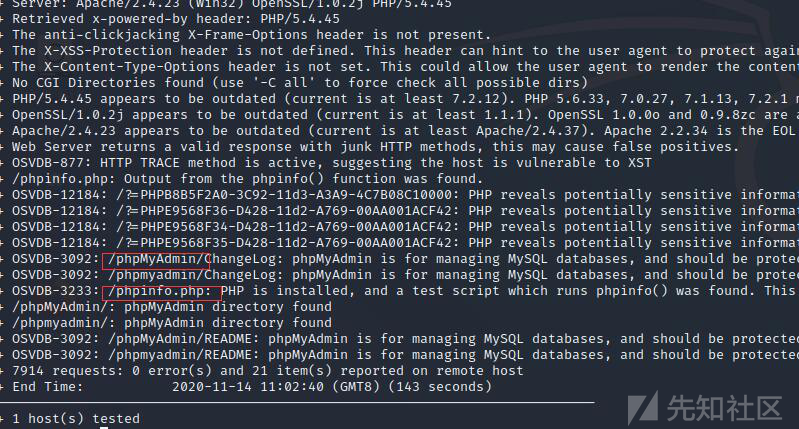 + Server: Apache/2.4.23 (Win32) OpenSSL/1.0.2j PHP/5.4.45
+ Retrieved x-powered-by header: PHP/5.4.45
+ The anti-clickjacking X-Frame-Options header is not present.
+ The X-XSS-Protection header is not defined. This header can hint to the user agent to protect again
+ The X-Content-Type-Options header is not set. This could allow the user agent to render the content
+ No CGI Directories found (use '-C all' to force check all possible dirs)
+ PHP/5.4.45 appears to be outdated (current is at least 7.2.12). PHP 5.6.33, 7.0.27, 7.1.13, 7.2.1 m
+ OpenSSL/1.0.2j appears to be outdated (current is at least 1.1.1). OpenSSL 1.0.0o and 0.9.8zc are a
+ Apache/2.4.23 appears to be outdated (current is at least Apache/2.4.37). Apache 2.2.34 is the EOL
+ Web Server returns a valid response with junk HTTP methods, this may cause false positives.
+ OSVDB-877: HTTP TRACE method is active, suggesting the host is vulnerable to XST
+ /phpinfo.php: Output from the phpinfo() function was found.
+ OSVDB-12184: /?=PHPB8B5F2A0-3C92-11d3-A3A9-4C7B08C10000: PHP reveals potentially sensitive informat
+ OSVDB-12184: /?=PHPE9568F36-D428-11d2-A769-00AA001ACF42: PHP reveals potentially sensitive informat
+ OSVDB-12184: /?=PHPE9568F34-D428-11d2-A769-00AA001ACF42: PHP reveals potentially sensitive informat
+ OSVDB-12184: /?=PHPE9568F35-D428-11d2-A769-00AA001ACF42: PHP reveals potentially sensitive informat
+ OSVDB-3092: /phpMyAdmin/ChangeLog: phpMyAdmin is for managing MySQL databases, and should be protec
+ OSVDB-3092: /phpmyadmin/ChangeLog: phpMyAdmin is for managing MySQL databases, and should be protec
+ OSVDB-3233: /phpinfo.php: PHP is installed, and a test script which runs phpinfo() was found. This
+ /phpMyAdmin/: phpMyAdmin directory found
+ /phpmyadmin/: phpMyAdmin directory found
+ OSVDB-3092: /phpMyAdmin/README: phpMyAdmin is for managing MySQL databases, and should be protected
+ OSVDB-3092: /phpmyadmin/README: phpMyAdmin is for managing MySQL databases, and should be protected
+ 7914 requests: 0 error(s) and 21 item(s) reported on remote host
+ End Time: 2020-11-14 11:02:40 (GMT8) (143 seconds)
+ 1 host(s) tested
先知社区